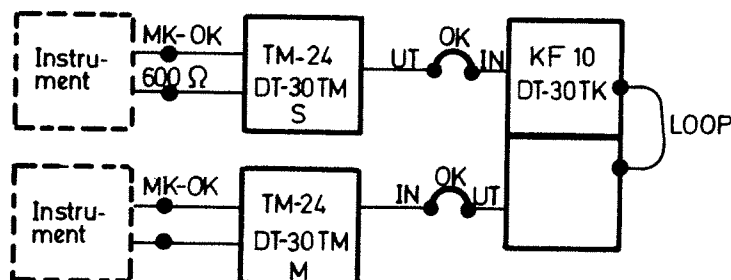 Instru-
ment
MK-OK
600 Ω
TM-24
DT-30TM
S
UT
OK
IN
KF 10
DT-30TK
LOOP
Instru-
ment
MK-OK
TM-24
DT-30TM
M
IN
OK
UT